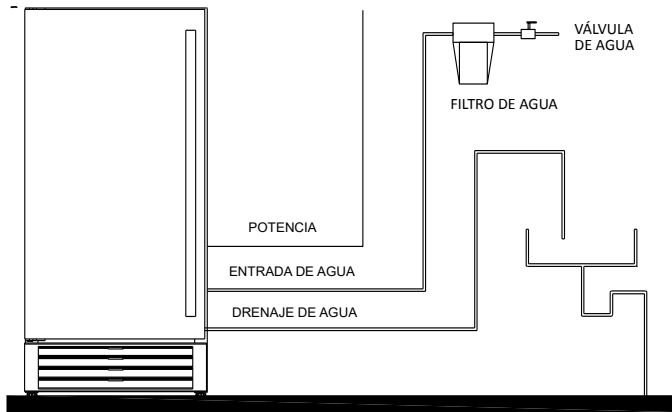 VÁLVULA
DE AGUA
FILTRO DE AGUA
POTENCIA
ENTRADA DE AGUA
DRENAJE DE AGUA